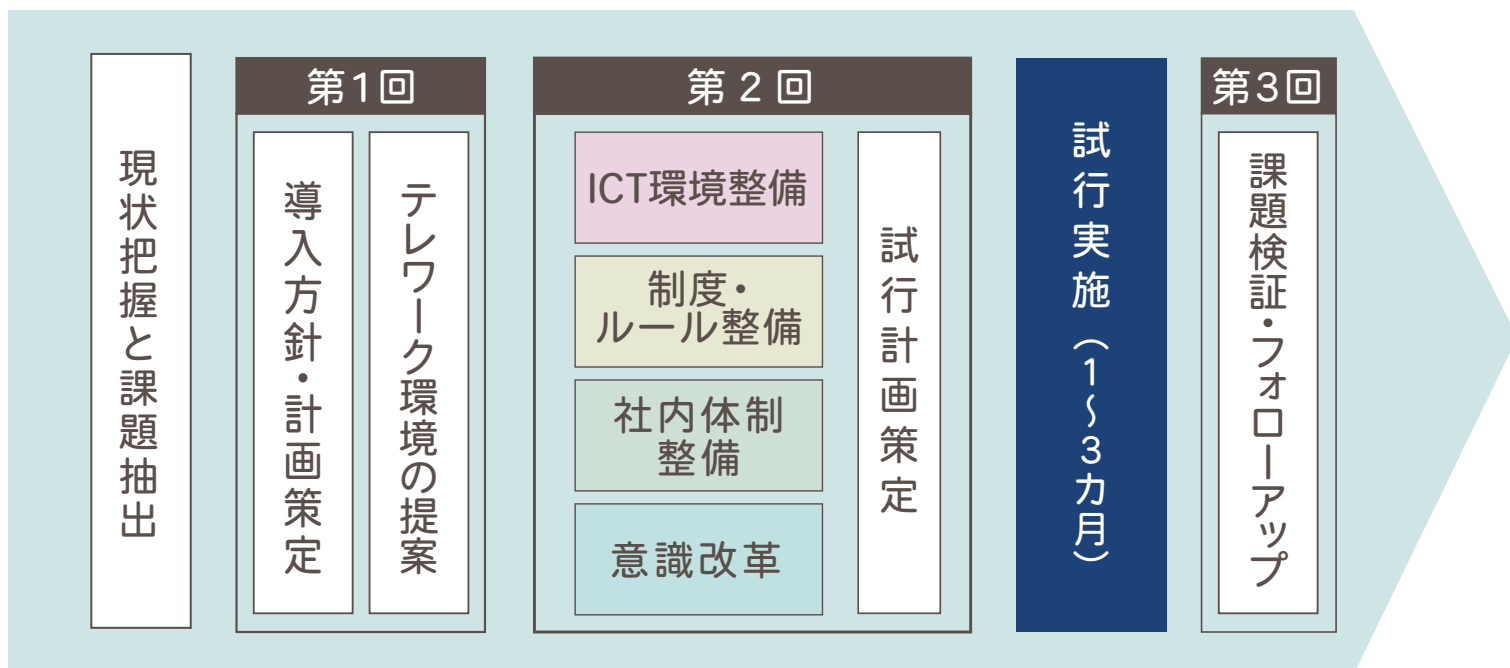 現状把握と課題抽出
第1回
導入方針・計画策定
テレワーク環境の提案
第2回
ICT環境整備
制度・
ルール整備
社内体制
整備
意識改革
試行計画策定
試行実施（1〜3カ月）
第3回
課題検証・フォローアップ